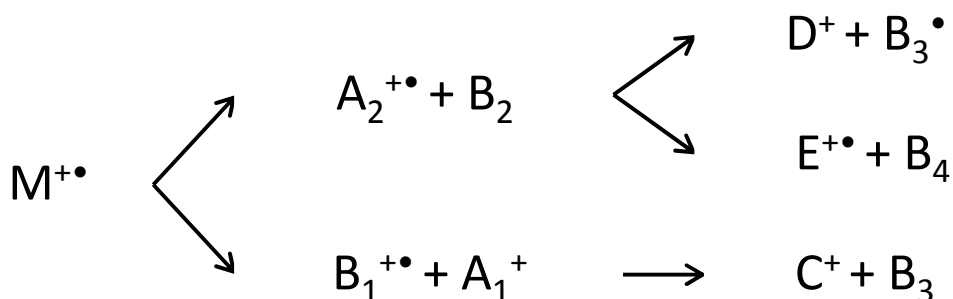 D⁺ + B₃•
A₂⁺• + B₂
E⁺• + B₄
M⁺•
B₁⁺• + A₁⁺
C⁺ + B₃